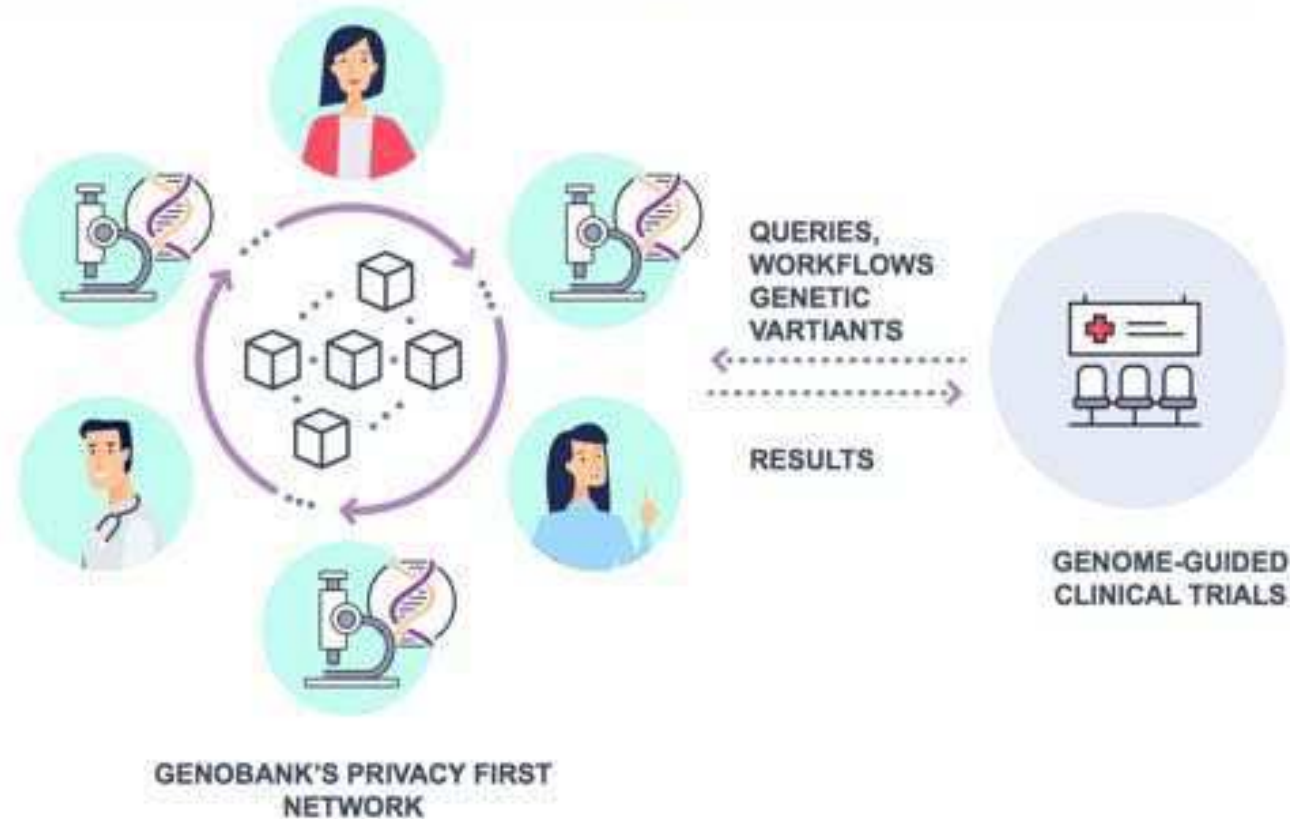 QUERIES,
WORKFLOWS
GENETIC
VARTIANTS
RESULTS
GENOME-GUIDED
CLINICAL TRIALS
GENOBANK'S PRIVACY FIRST
NETWORK